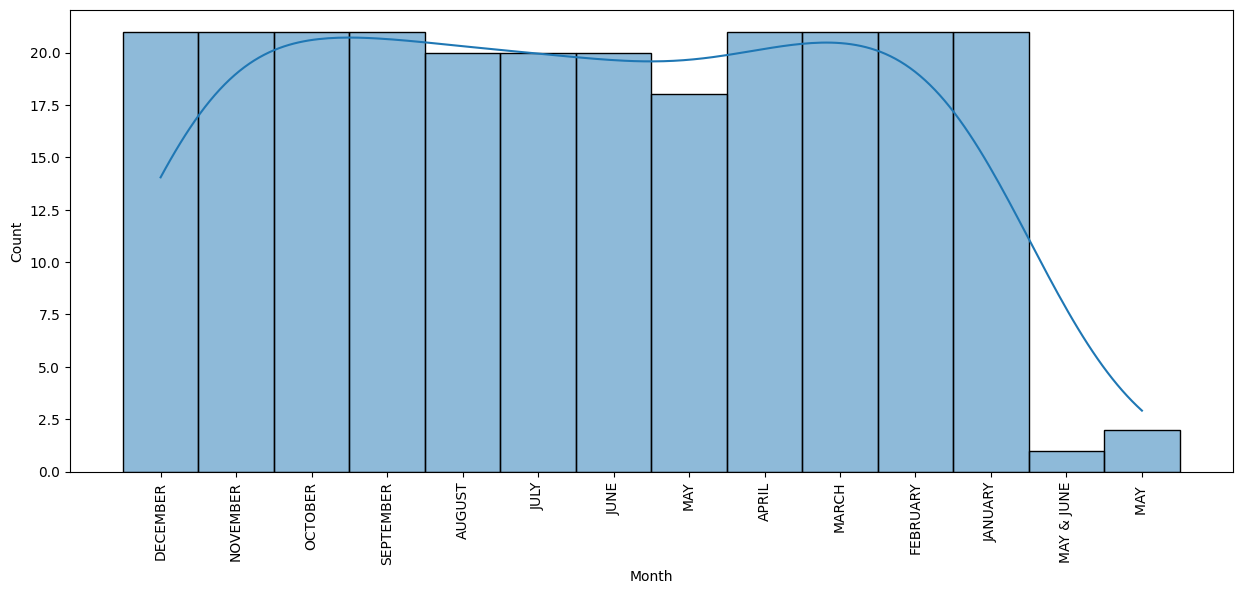 Count
20.0
17.5
15.0
12.5
10.0
7.5
5.0
2.5
0.0
DECEMBER
NOVEMBER
OCTOBER
SEPTEMBER
AUGUST
JULY
JUNE
MAY
APRIL
MARCH
FEBRUARY
JANUARY
MAY & JUNE
MAY
Month